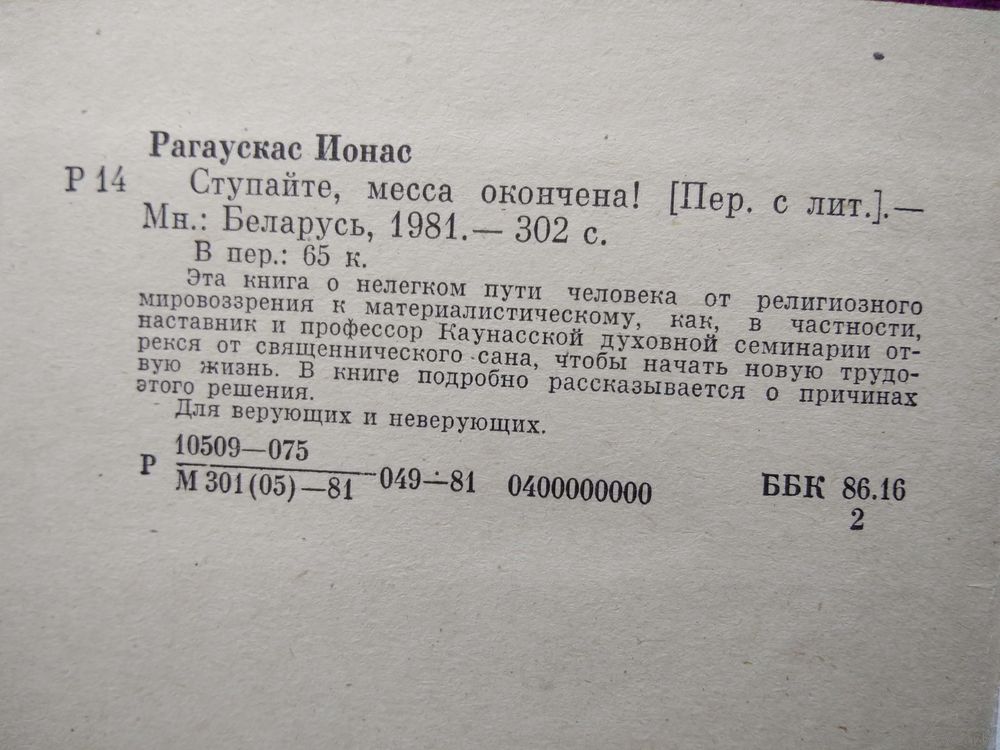 Рагаускас Ионас
Р 14 Ступайте, месса окончена! [Пер. с лит.].—
Мн.: Беларусь, 1981.— 302 с.
В пер.: 65 к.
Эта книга о нелегком пути человека от религиозного
мировоззрения к материалистическому, как, в частности,
наставник и профессор Каунасской духовной семинарии от-
рекся от священнического сана, чтобы начать новую трудо-
вую жизнь. В книге подробно рассказывается о причинах
этого решения.
Для верующих и неверующих.
10509—075
Р М 301(05)—81 049—81 0400000000 ББК 86.16
2